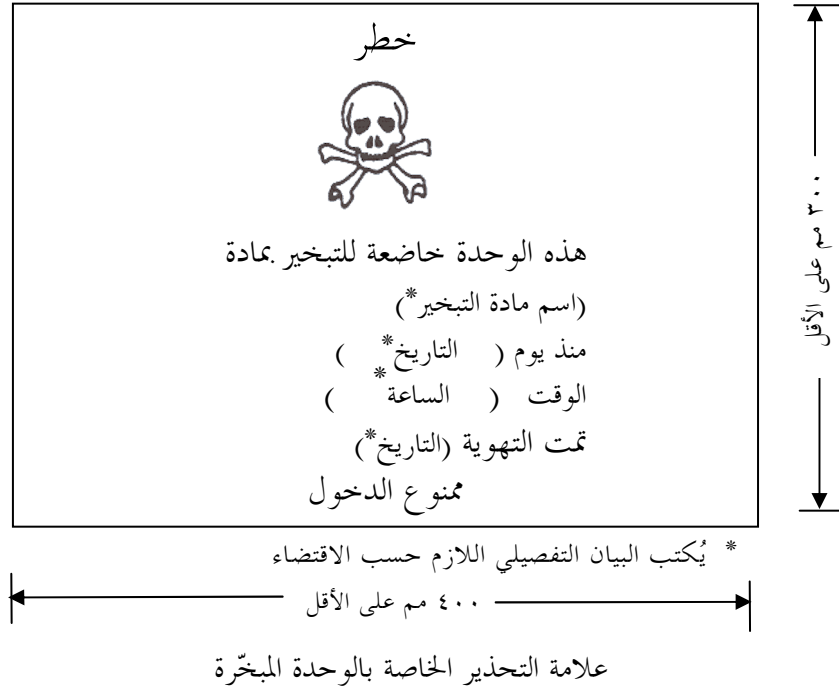 خطر
هذه الوحدة خاضعة للتبخير بمادة
(اسم مادة التبخير*)
منذ يوم ( التاريخ* )
الوقت ( الساعة* )
تمت التهوية (التاريخ*)
ممنوع الدخول
٣٠٠ مم على الأقل
* يُكتب البيان التفصيلي اللازم حسب الاقتضاء
٤٠٠ مم على الأقل
علامة التحذير الخاصة بالوحدة المبخّرة